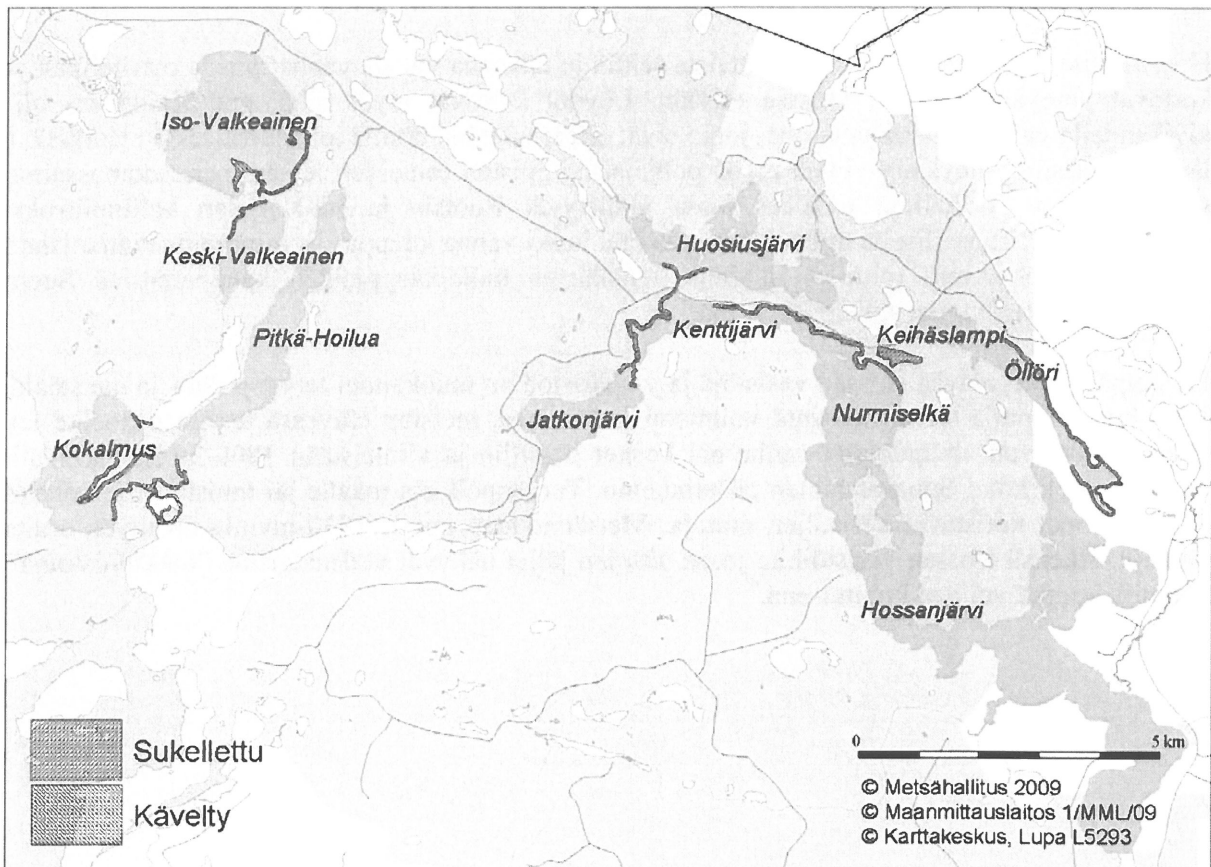 Iso-Valkeainen
Keski-Valkeainen
Huosiusjärvi
Pitkä-Hoilua
Kenttijärvi
Keihäslampi
Öllöri
Nurmiselkä
Jatkonjärvi
Kokalmus
Hossanjärvi
Sukellettu
Kävelty
0 5 km
© Metsähallitus 2009
© Maanmittauslaitos 1/MML/09
© Karttakeskus, Lupa L5293